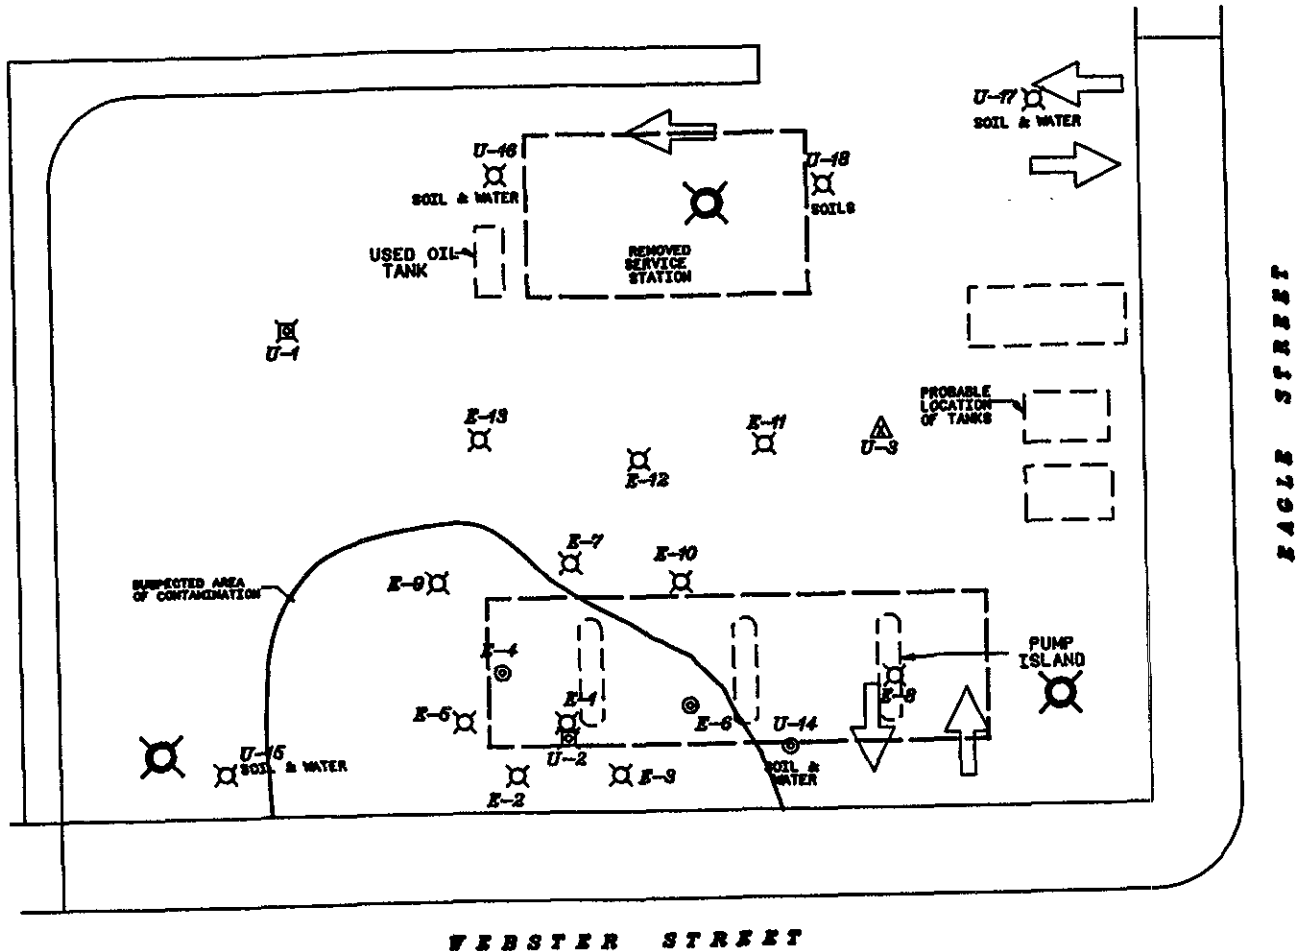 U-17
SOIL & WATER
U-16
SOIL & WATER
U-18
SOILS
USED OIL
TANK
REMOVED
SERVICE
STATION
U-1
PROBABLE
LOCATION
OF TANKS
E-13
E-12
E-11
U-3
EAGLE STREET
E-7
E-10
E-9
SUSPECTED AREA
OF CONTAMINATION
E-4
PUMP
ISLAND
E-8
E-5
E-1
E-6
U-14
SOIL &
WATER
U-2
U-15
SOIL & WATER
E-2
E-3
WEBSTER STREET